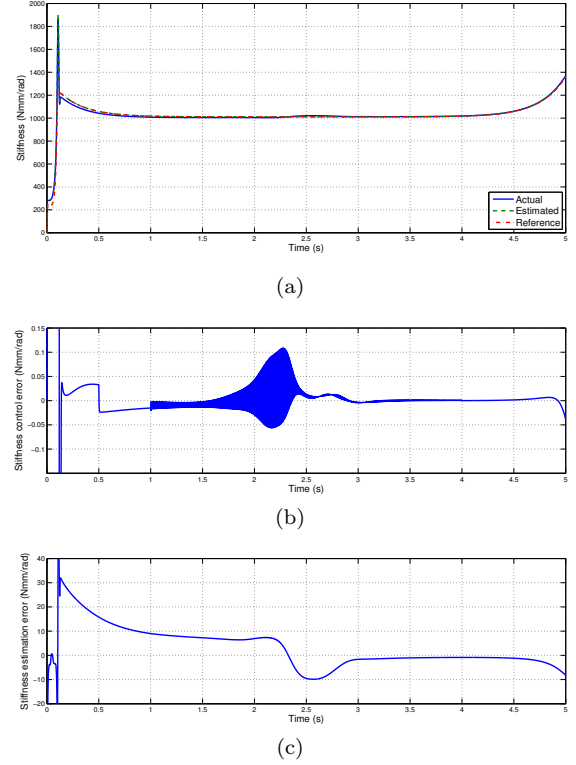 2000
1800
1600
1400
1200
1000
800
600
400
200
0
Stiffness (Nmm/rad)
Actual
Estimated
Reference
0 0.5 1 1.5 2 2.5 3 3.5 4 4.5 5
Time (s)
(a)
0.15
0.1
0.05
0
−0.05
−0.1
Stiffness control error (Nmm/rad)
0 0.5 1 1.5 2 2.5 3 3.5 4 4.5 5
Time (s)
(b)
40
30
20
10
0
−10
−20
Stiffness estimation error (Nmm/rad)
0 0.5 1 1.5 2 2.5 3 3.5 4 4.5 5
Time (s)
(c)